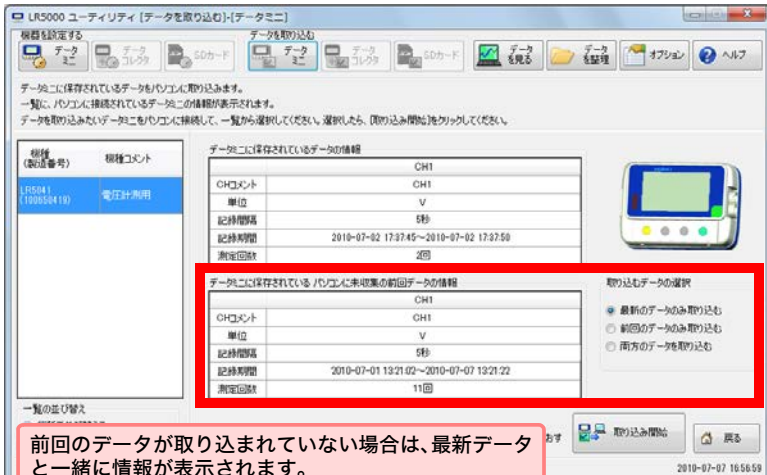 LR5000 ユーティリティ [データを取り込む]-[データミニ]
機器を設定する
データを取り込む
データミニ
データコレクタ
SDカード
データミニ
データコレクタ
SDカード
データを見る
データを整理
オプション
ヘルプ
データミニに保存されているデータをパソコンに取り込みます。
一覧に、パソコンに接続されているデータミニの情報が表示されます。
データを取り込みたいデータミニをパソコンに接続して、一覧から選択してください。選択したら、[取り込み開始]をクリックしてください。
機種(製造番号) 機種コメント
LR5041 (100650419) 電圧計測用
データミニに保存されているデータの情報
CH1
CHコメント CH1
単位 V
記録間隔 5秒
記録期間 2010-07-02 17:37:45～2010-07-02 17:37:50
測定回数 2回
データミニに保存されている パソコンに未収集の前回データの情報
CH1
CHコメント CH1
単位 V
記録間隔 5秒
記録期間 2010-07-01 13:21:02～2010-07-07 13:21:22
測定回数 11回
取り込むデータの選択
最新のデータのみ取り込む
前回のデータのみ取り込む
両方のデータを取り込む
一覧の並び替え
前回のデータが取り込まれていない場合は、最新データ
と一緒に情報が表示されます。
おす
取り込み開始
戻る
2010-07-07 16:56:59